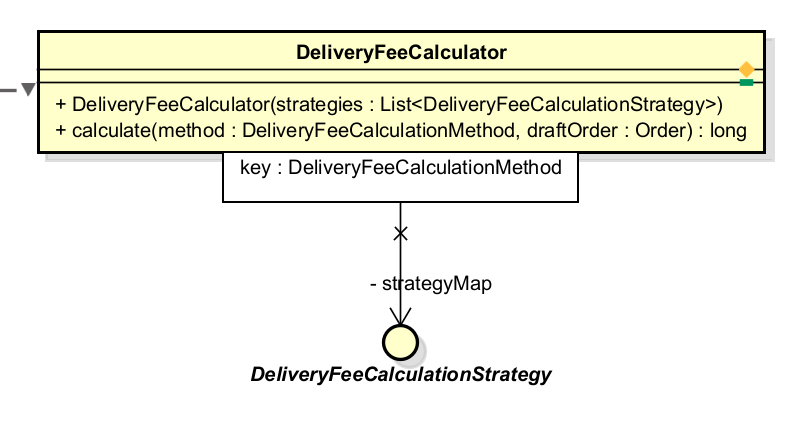 DeliveryFeeCalculator
+ DeliveryFeeCalculator(strategies : List<DeliveryFeeCalculationStrategy>)
+ calculate(method : DeliveryFeeCalculationMethod, draftOrder : Order) : long
key : DeliveryFeeCalculationMethod
- strategyMap
DeliveryFeeCalculationStrategy